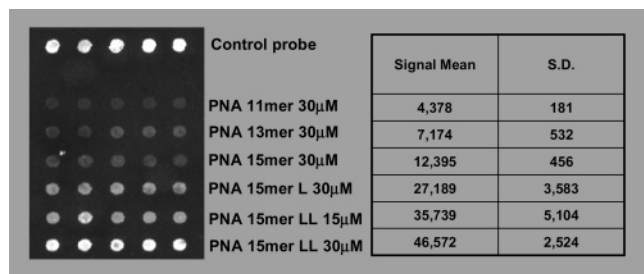 Control probe
Signal Mean S.D.
PNA 11mer 30μM 4,378 181
PNA 13mer 30μM 7,174 532
PNA 15mer 30μM 12,395 456
PNA 15mer L 30μM 27,189 3,583
PNA 15mer LL 15μM 35,739 5,104
PNA 15mer LL 30μM 46,572 2,524